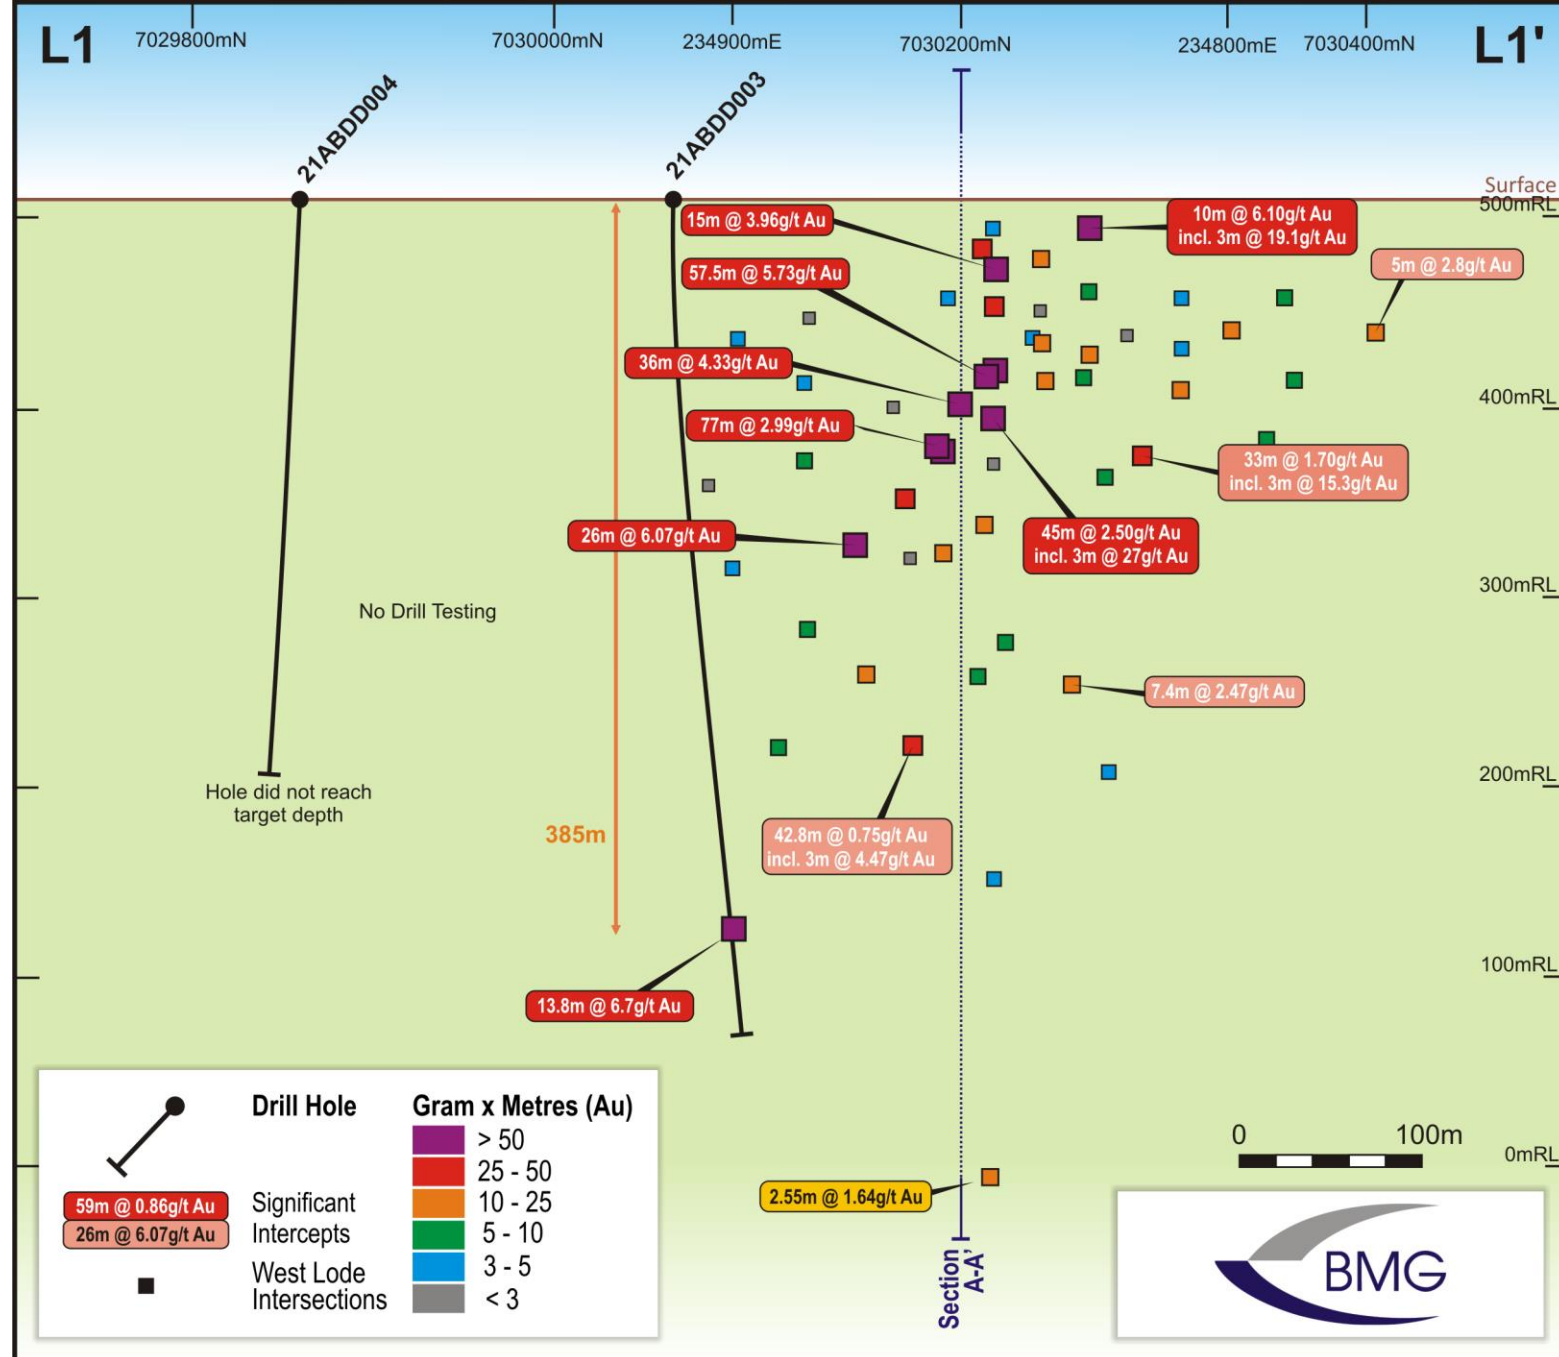 L1
7029800mN
7030000mN
234900mE
7030200mN
234800mE
7030400mN
L1'
21ABDD004
21ABDD003
Surface
500mRL
15m @ 3.96g/t Au
10m @ 6.10g/t Au
incl. 3m @ 19.1g/t Au
57.5m @ 5.73g/t Au
5m @ 2.8g/t Au
36m @ 4.33g/t Au
400mRL
77m @ 2.99g/t Au
33m @ 1.70g/t Au
incl. 3m @ 15.3g/t Au
26m @ 6.07g/t Au
45m @ 2.50g/t Au
incl. 3m @ 27g/t Au
300mRL
No Drill Testing
7.4m @ 2.47g/t Au
200mRL
Hole did not reach
target depth
385m
42.8m @ 0.75g/t Au
incl. 3m @ 4.47g/t Au
100mRL
13.8m @ 6.7g/t Au
0mRL
2.55m @ 1.64g/t Au
Section
A-A'
Drill Hole
59m @ 0.86g/t Au
26m @ 6.07g/t Au
Significant
Intercepts
West Lode
Intersections
Gram x Metres (Au)
> 50
25 - 50
10 - 25
5 - 10
3 - 5
< 3
0 100m
BMG